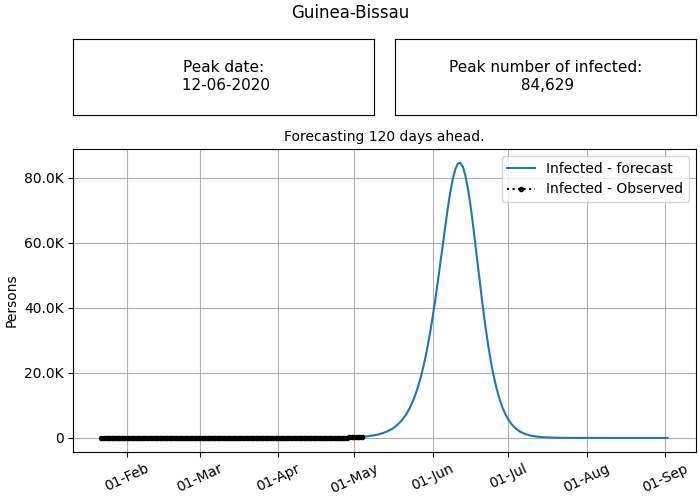 Guinea-Bissau
Peak date:
12-06-2020
Peak number of infected:
84,629
Forecasting 120 days ahead.
Infected - forecast
Infected - Observed
Persons
80.0K
60.0K
40.0K
20.0K
0
01-Feb
01-Mar
01-Apr
01-May
01-Jun
01-Jul
01-Aug
01-Sep